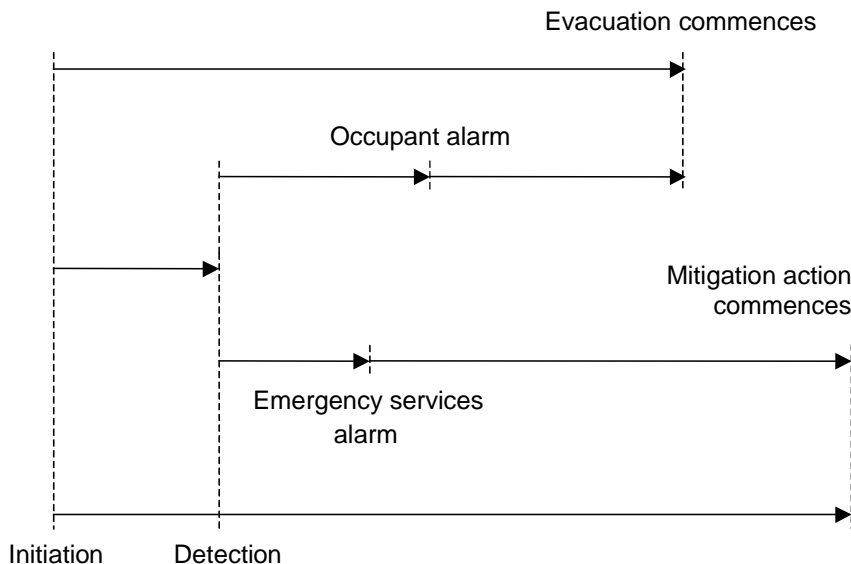 Evacuation commences
Occupant alarm
Mitigation action
commences
Emergency services
alarm
Initiation
Detection